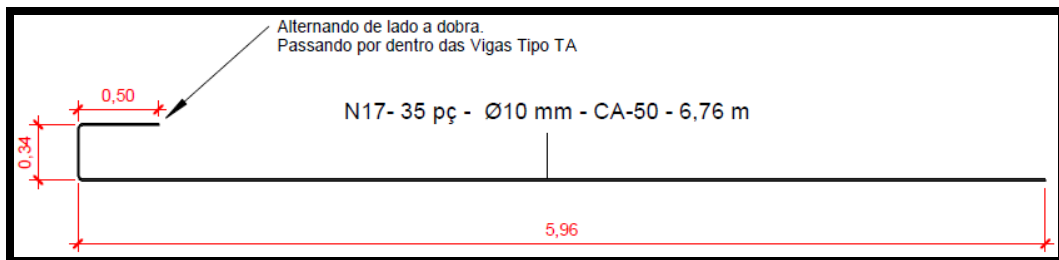 Alternando de lado a dobra.
Passando por dentro das Vigas Tipo TA
0,50
N17- 35 pç - Ø10 mm - CA-50 - 6,76 m
0,34
5,96